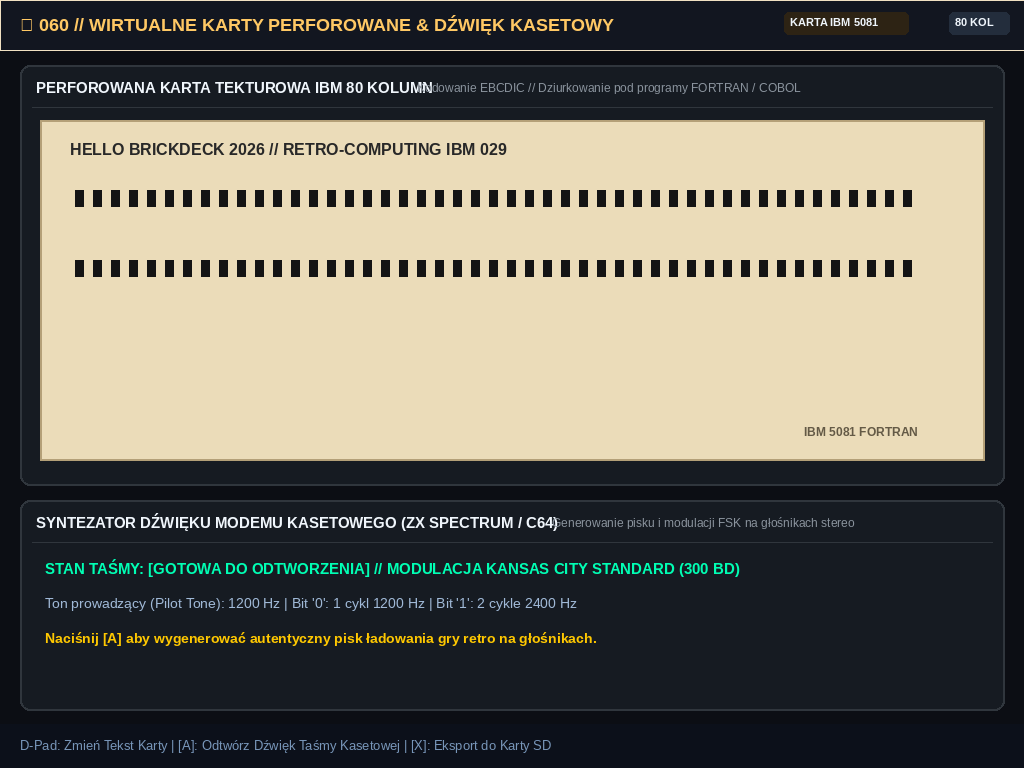 060 // WIRTUALNE KARTY PERFOROWANE & DŹWIĘK KASETOWY
KARTA IBM 5081
80 KOL
PERFOROWANA KARTA TEKTUROWA IBM 80 KOLUMN
Kodowanie EBCDIC // Dziurkowanie pod programy FORTRAN / COBOL
HELLO BRICKDECK 2026 // RETRO-COMPUTING IBM 029
IBM 5081 FORTRAN
SYNTEZATOR DŹWIĘKU MODEMU KASETOWEGO (ZX SPECTRUM / C64)
Generowanie pisku i modulacji FSK na głośnikach stereo
STAN TAŚMY: [GOTOWA DO ODTWORZENIA] // MODULACJA KANSAS CITY STANDARD (300 BD)
Ton prowadzący (Pilot Tone): 1200 Hz | Bit '0': 1 cykl 1200 Hz | Bit '1': 2 cykle 2400 Hz
Naciśnij [A] aby wygenerować autentyczny pisk ładowania gry retro na głośnikach.
D-Pad: Zmień Tekst Karty | [A]: Odtwórz Dźwięk Taśmy Kasetowej | [X]: Eksport do Karty SD